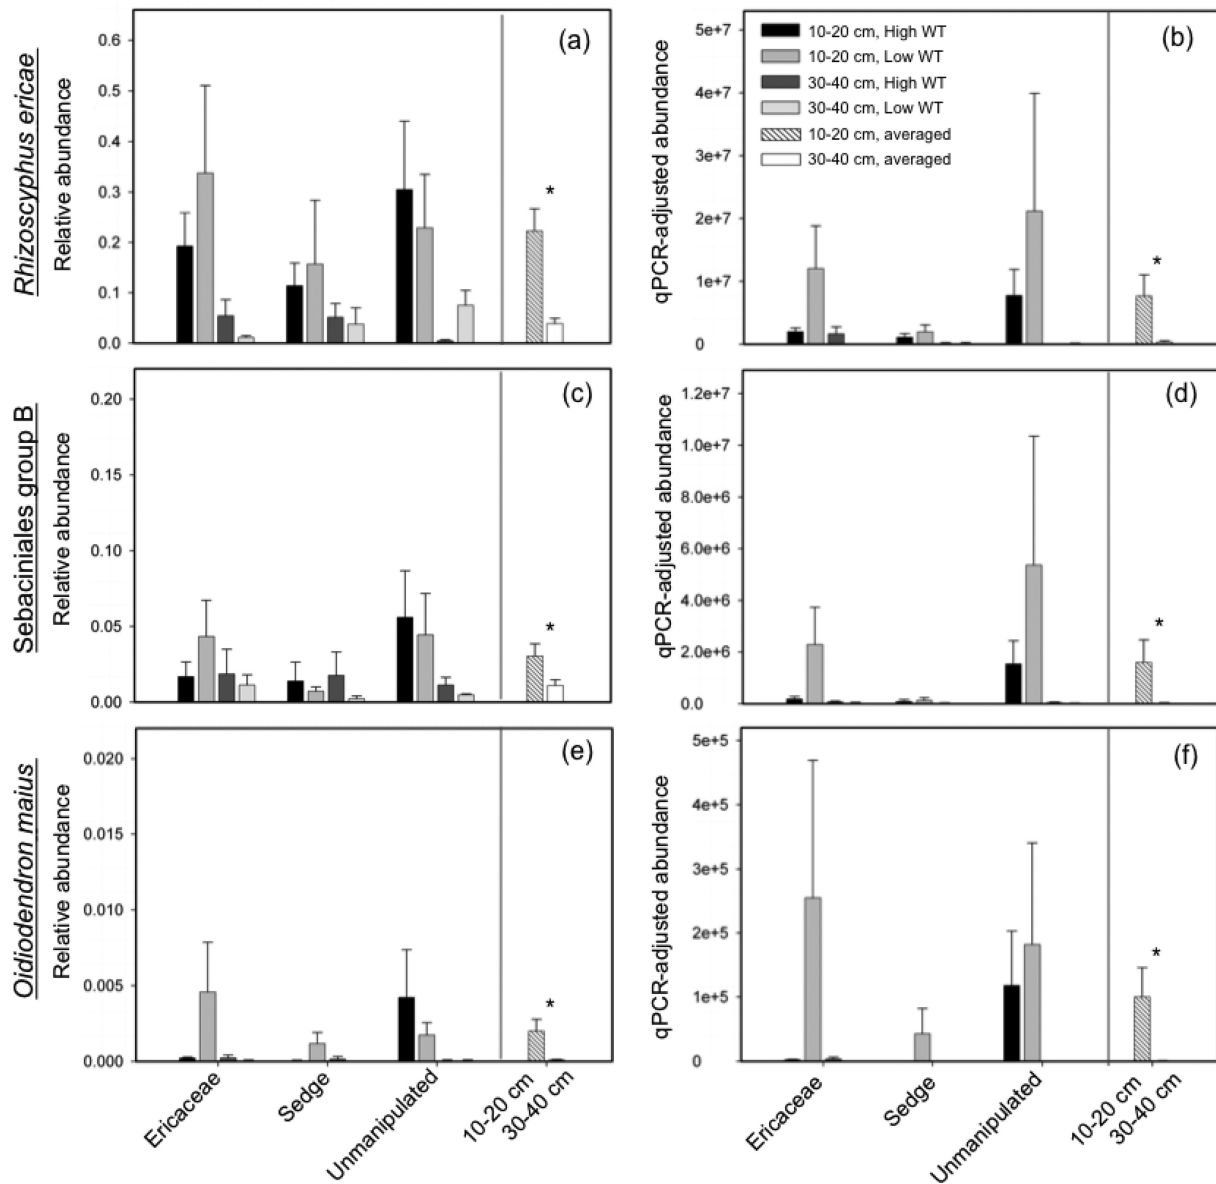 Rhizoscyphus ericae
Relative abundance
0.6
0.5
0.4
0.3
0.2
0.1
0.0
(a)
qPCR-adjusted abundance
5e+7
4e+7
3e+7
2e+7
1e+7
0
10-20 cm, High WT
10-20 cm, Low WT
30-40 cm, High WT
30-40 cm, Low WT
10-20 cm, averaged
30-40 cm, averaged
(b)
*
*
Sebaciniales group B
Relative abundance
0.20
0.15
0.10
0.05
0.00
(c)
*
qPCR-adjusted abundance
1.2e+7
1.0e+7
8.0e+6
6.0e+6
4.0e+6
2.0e+6
0.0
(d)
*
Oidiodendron maius
Relative abundance
0.020
0.015
0.010
0.005
0.000
(e)
*
Ericaceae
Sedge
Unmanipulated
10-20 cm
30-40 cm
qPCR-adjusted abundance
5e+5
4e+5
3e+5
2e+5
1e+5
0
(f)
*
Ericaceae
Sedge
Unmanipulated
10-20 cm
30-40 cm